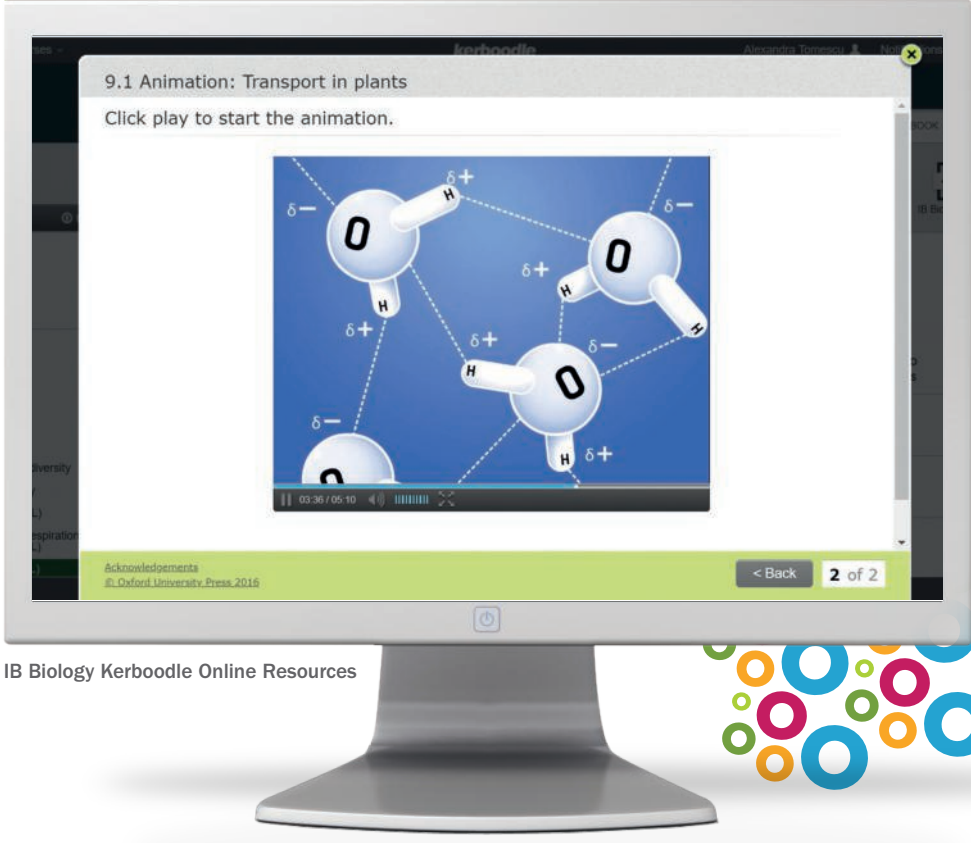 kerboodle
Alexandra Tomescu
9.1 Animation: Transport in plants
Click play to start the animation.
δ+
H
δ−
O
δ−
O
δ+
H
H
δ+
H
δ+
H
δ−
O
δ−
H
δ+
03:36 / 05:10
Acknowledgements
© Oxford University Press 2016
< Back
2 of 2
IB Biology Kerboodle Online Resources